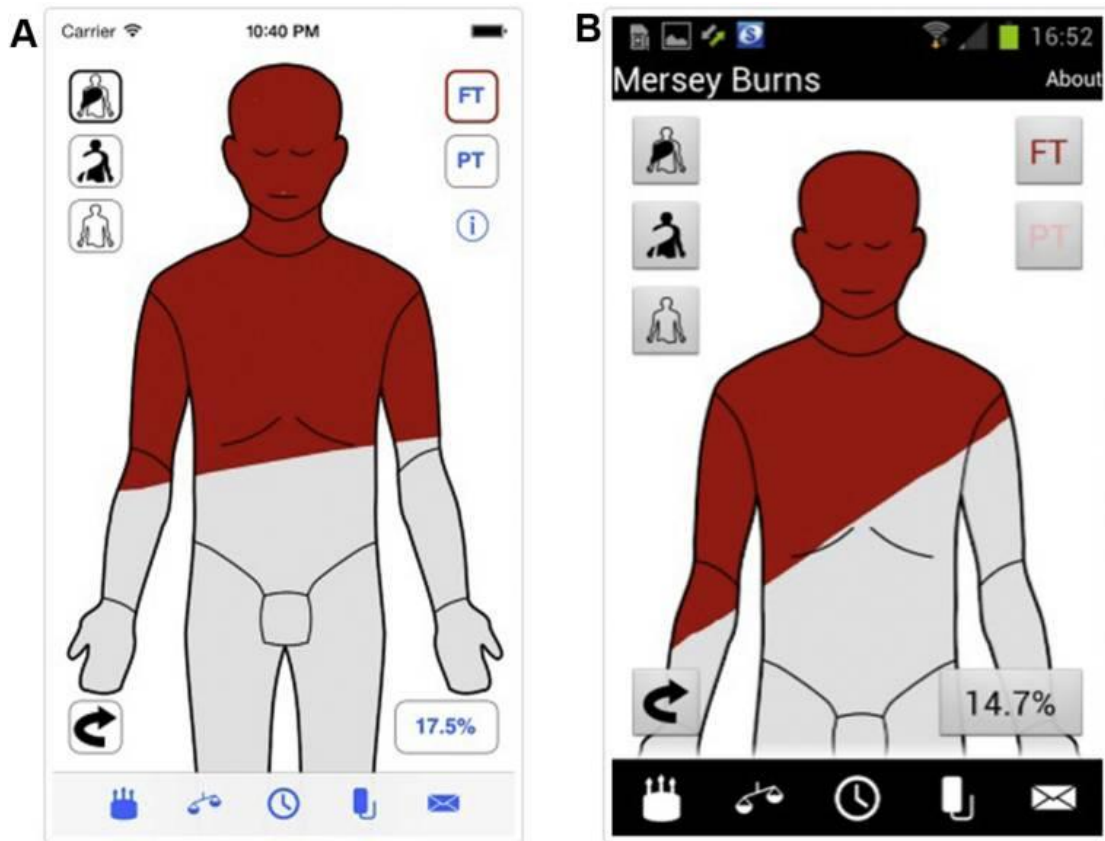 A
Carrier
10:40 PM
FT
PT
i
17.5%
B
S
16:52
Mersey Burns
About
FT
PT
14.7%